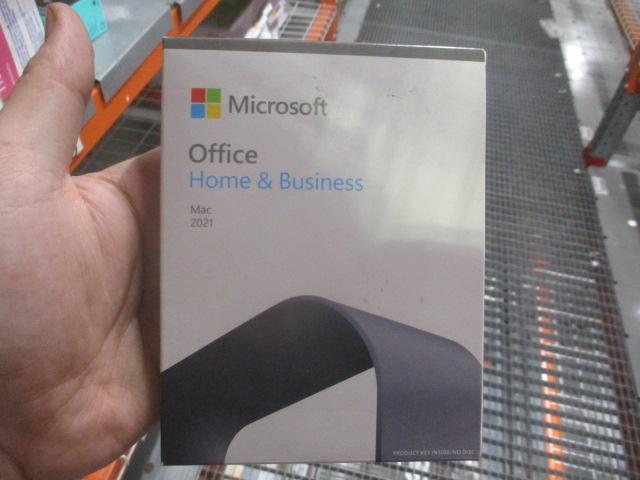 Microsoft
Office
Home & Business
Mac
2021
PRODUCT KEY INSIDE-NO DISC